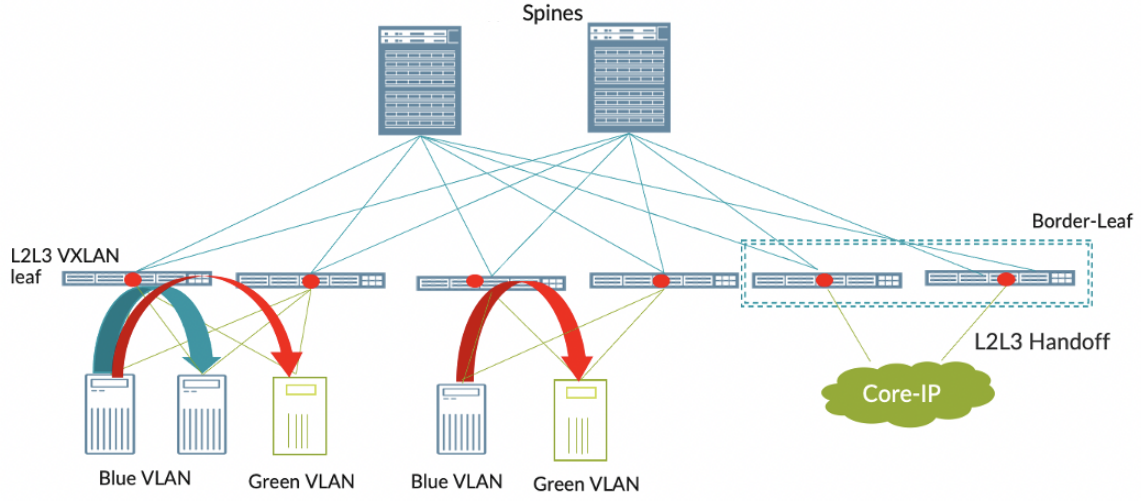 Spines
Border-Leaf
L2L3 VXLAN
leaf
L2L3 Handoff
Core-IP
Blue VLAN
Green VLAN
Blue VLAN
Green VLAN